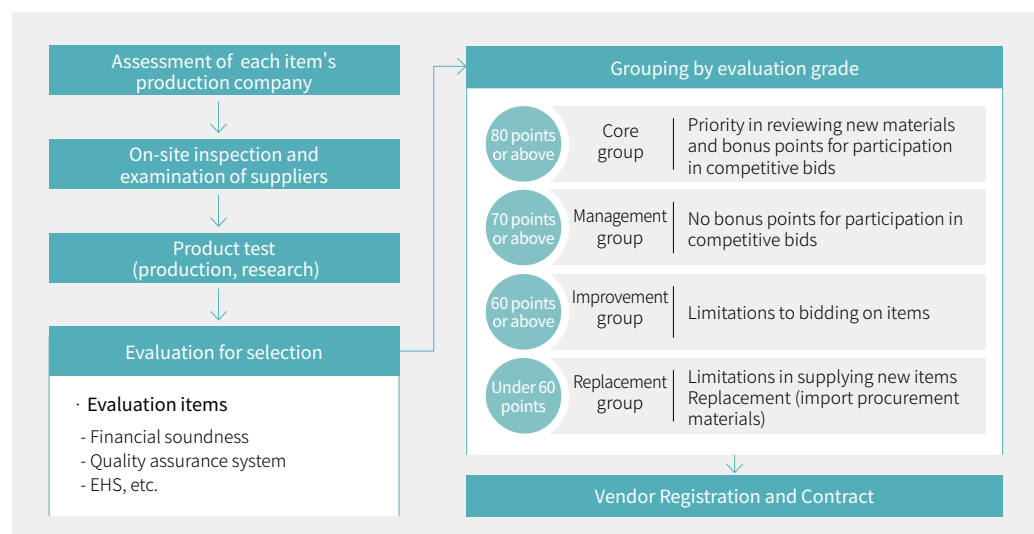 Assessment of each item's
production company
On-site inspection and
examination of suppliers
Product test
(production, research)
Evaluation for selection
· Evaluation items
- Financial soundness
- Quality assurance system
- EHS, etc.
Grouping by evaluation grade
80 points
or above
Core
group
Priority in reviewing new materials
and bonus points for participation
in competitive bids
70 points
or above
Management
group
No bonus points for participation in
competitive bids
60 points
or above
Improvement
group
Limitations to bidding on items
Under 60
points
Replacement
group
Limitations in supplying new items
Replacement (import procurement
materials)
Vendor Registration and Contract